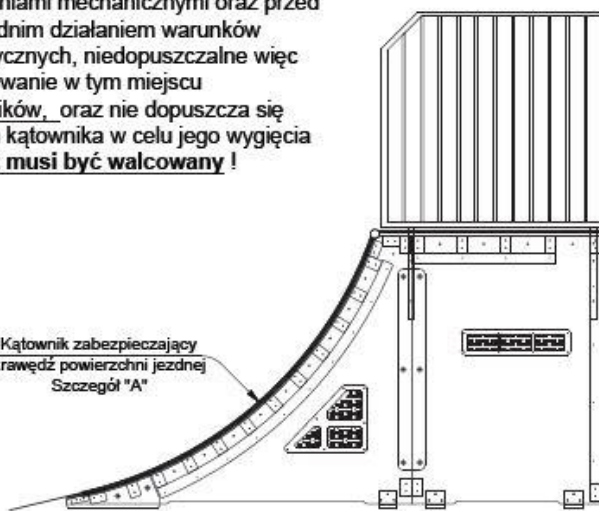 niami mechanicznymi oraz przed
dnim działaniem warunków
ycznych, niedopuszczalne więc
wanie w tym miejscu
ików, oraz nie dopuszcza się
kątownika w celu jego wygięcia
musi być walcowany !
Kątownik zabezpieczający
rawędź powierzchni jezdnej
Szczegół "A"